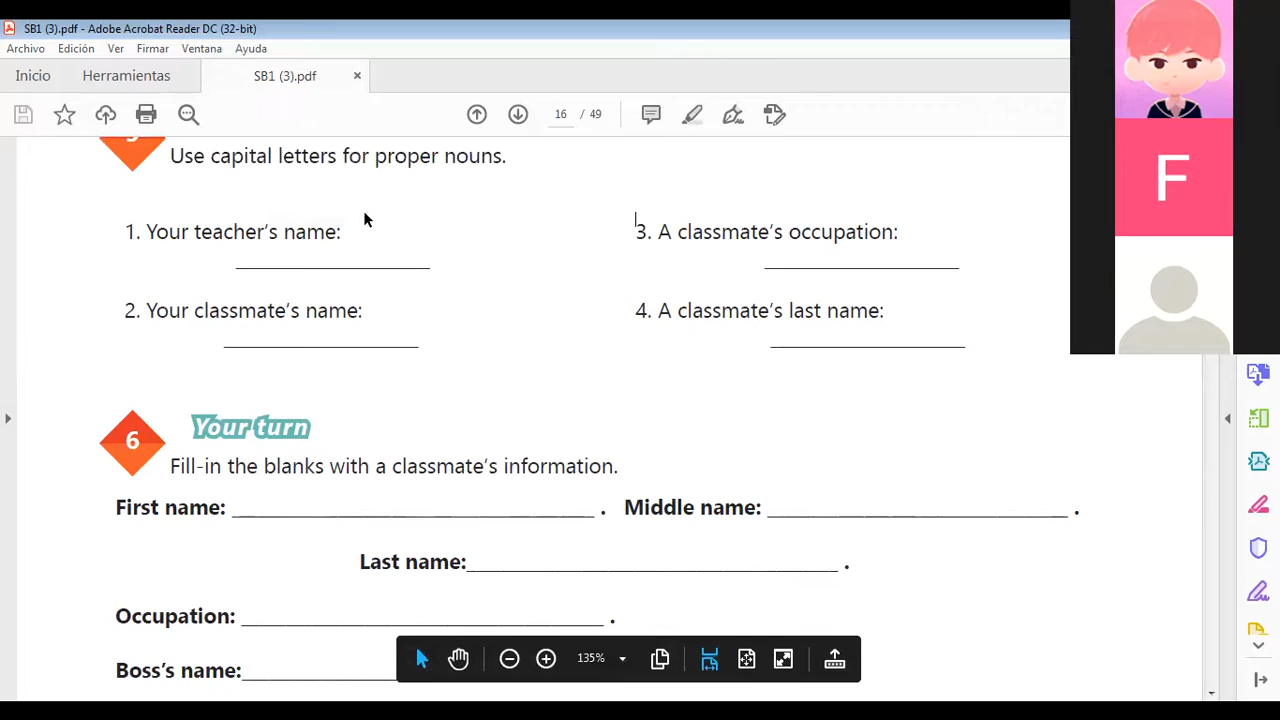 SB1 (3).pdf - Adobe Acrobat Reader DC (32-bit)
Archivo Edición Ver Firmar Ventana Ayuda
Inicio Herramientas SB1 (3).pdf ×
16 / 49
Use capital letters for proper nouns.
1. Your teacher's name:
3. A classmate's occupation:
2. Your classmate's name:
4. A classmate's last name:
6 Your turn
Fill-in the blanks with a classmate's information.
First name: . Middle name: .
Last name: .
Occupation: .
Boss's name:
135%
F